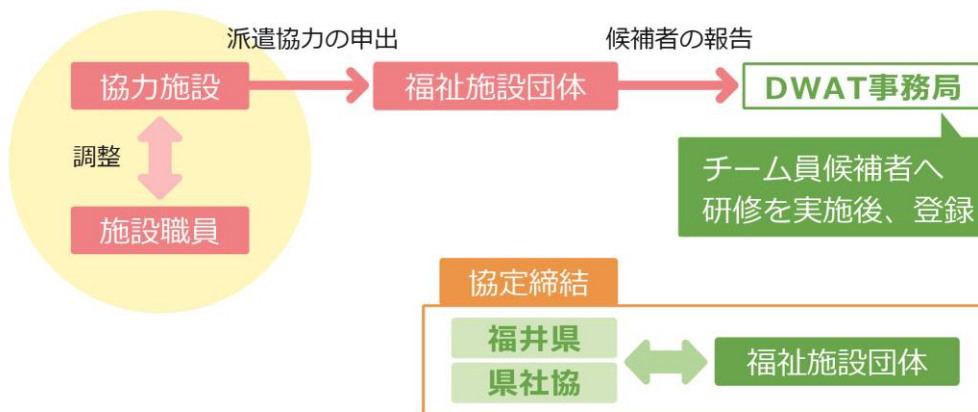 派遣協力の申出
候補者の報告
協力施設
福祉施設団体
DWAT事務局
調整
チーム員候補者へ
研修を実施後、登録
施設職員
協定締結
福井県
県社協
福祉施設団体